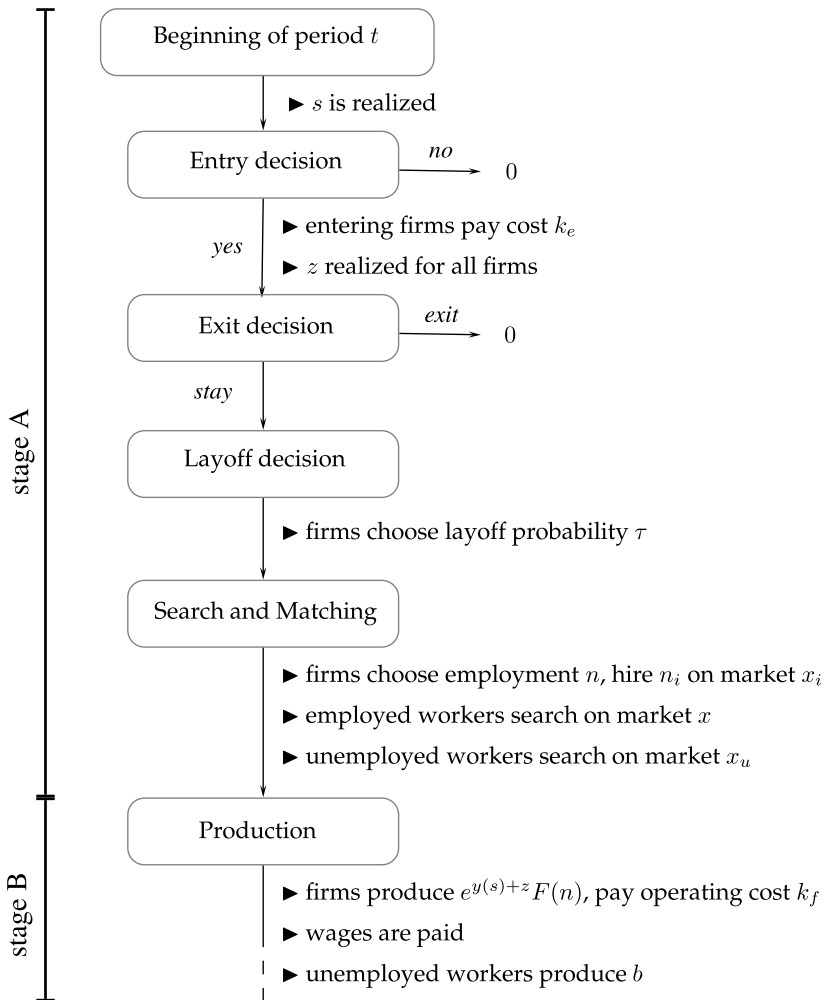 Beginning of period t
▶ s is realized
Entry decision
no
0
yes
▶ entering firms pay cost k_e
▶ z realized for all firms
Exit decision
exit
0
stay
stage A
Layoff decision
▶ firms choose layoff probability τ
Search and Matching
▶ firms choose employment n, hire n_i on market x_i
▶ employed workers search on market x
▶ unemployed workers search on market x_u
Production
stage B
▶ firms produce e^{y(s)+z}F(n), pay operating cost k_f
▶ wages are paid
▶ unemployed workers produce b